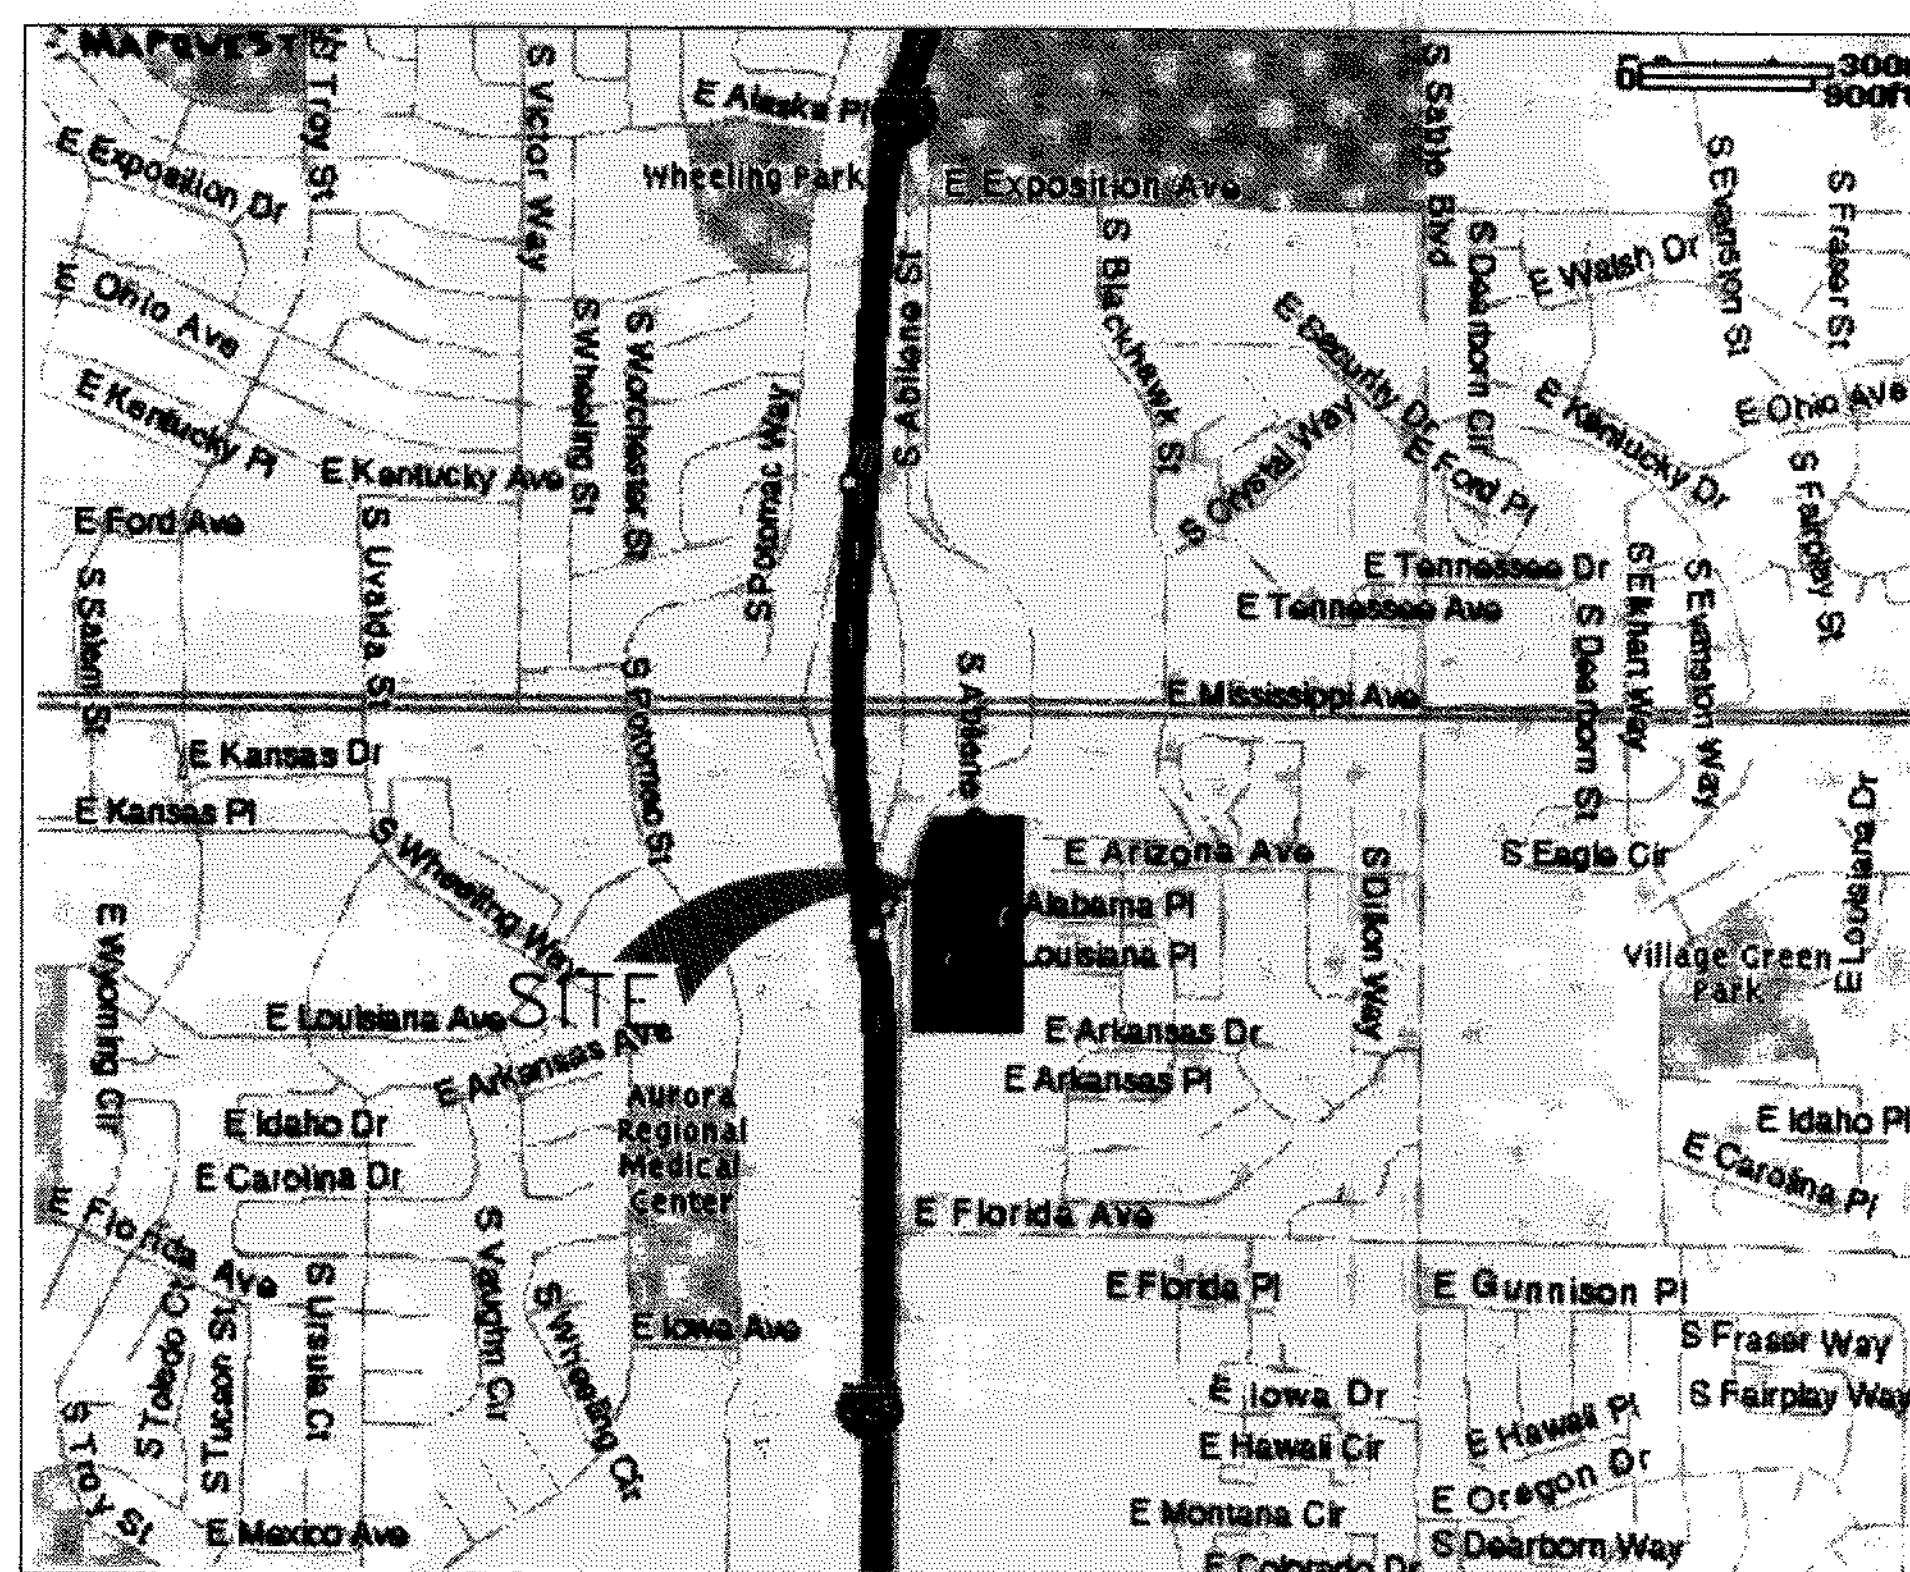 S Troy St
S Victor Way
E Alaska Pl
300m
0
900ft
E Exposition Dr
Wheeling Park
E Exposition Ave
S Sable Blvd
S Evanston St
S Fraser St
E Ohio Ave
S Abilene St
S Blackhawk St
S Dearborn Cir
E Walsh Dr
S Wheeling St
S Worchester St
E Security Dr
E Kentucky Pl
E Kentucky Ave
S Potomac Way
S Crystal Way
E Ford Pl
E Kentucky Dr
E Ohio Ave
S Fairplay St
E Ford Ave
S Uvalda St
S Salem St
E Tennessee Dr
E Tennessee Ave
S Dearborn St
S Elkhart Way
S Evanston Way
S Potomac St
S Abilene
E Mississippi Ave
E Kansas Dr
E Kansas Pl
S Wheeling Way
E Arizona Ave
S Dillon Way
S Eagle Cir
E Louisiana Dr
Alabama Pl
Louisiana Pl
E Wyoming Cir
Village Green
Park
SITE
E Louisiana Ave
E Arkansas Ave
E Arkansas Dr
E Arkansas Pl
Aurora
Regional
Medical
Center
E Idaho Dr
E Idaho Pl
E Carolina Dr
E Carolina Pl
E Florida Ave
E Florida Ave
S Vaughn Cir
S Toledo Ct
S Tucson St
S Ursula Ct
S Wheeling Cir
E Iowa Ave
E Florida Pl
E Gunnison Pl
S Fraser Way
E Iowa Dr
S Fairplay Way
E Hawaii Cir
E Hawaii Pl
S Troy St
E Oregon Dr
E Montana Cir
E Mexico Ave
S Dearborn Way
E Colorado Dr